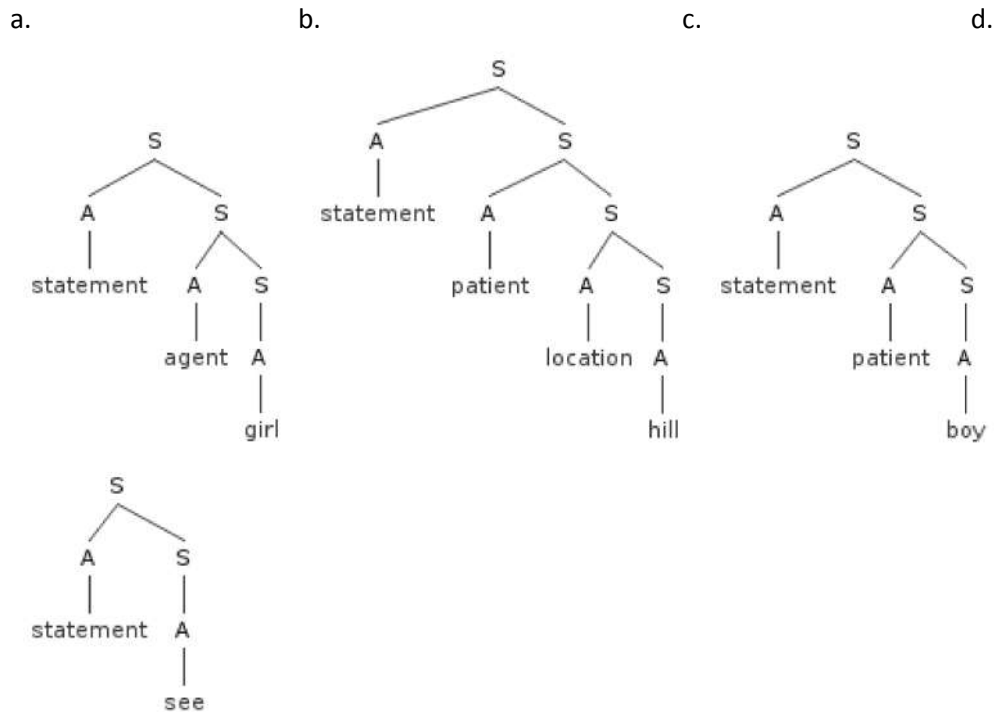 a. b. c. d.
S
S A S S
A S statement A S A S
statement A S patient A S statement A S
agent A location A patient A
girl hill boy
S
A S
statement A
see